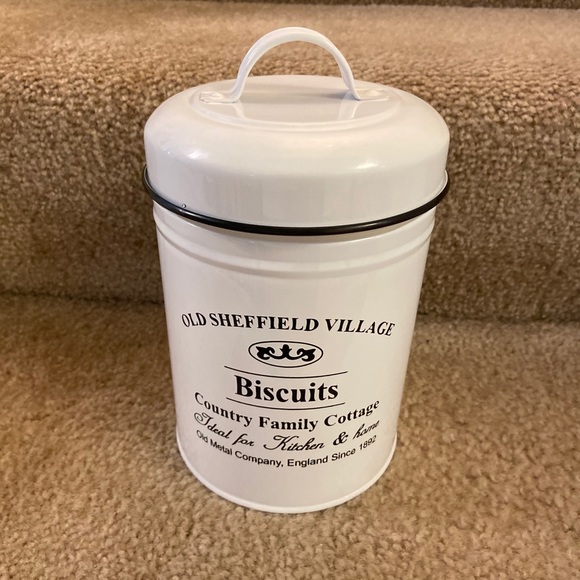 OLD SHEFFIELD VILLAGE
Biscuits
Country Family Cottage
Ideal for Kitchen & home
Old Metal Company, England Since 1892